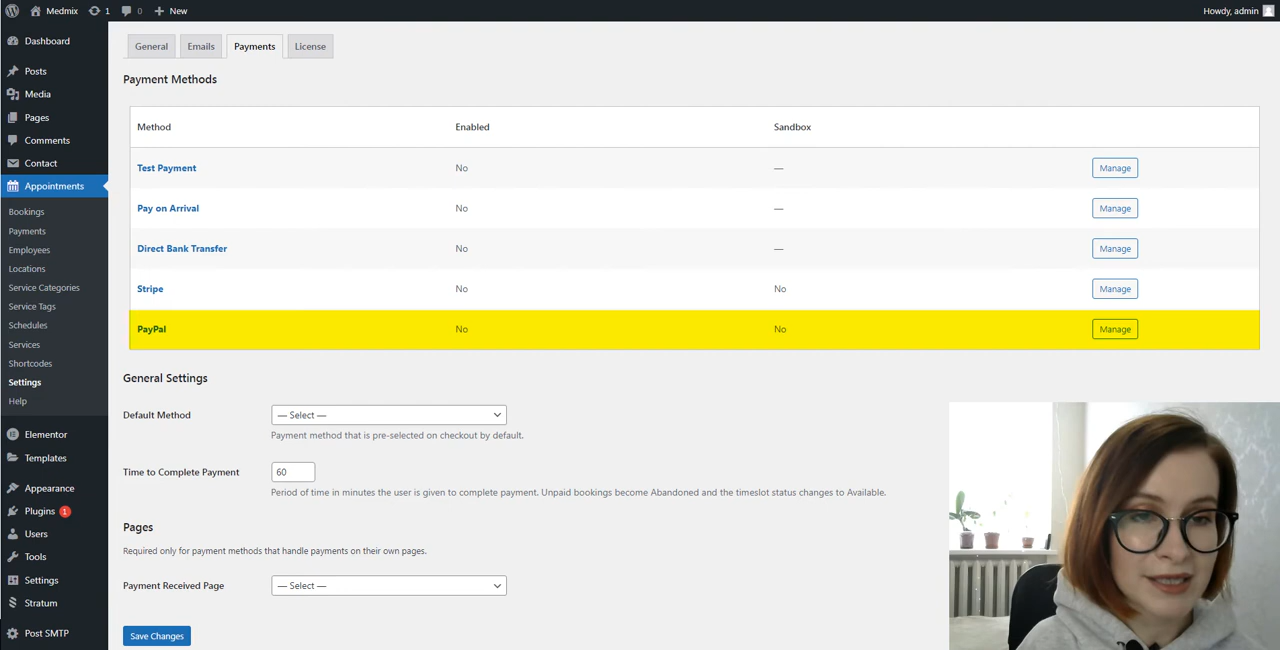 Medmix 1 0 New Howdy, admin
Dashboard
Posts
Media
Pages
Comments
Contact
Appointments
Bookings
Payments
Employees
Locations
Service Categories
Service Tags
Schedules
Services
Shortcodes
Settings
Help
Elementor
Templates
Appearance
Plugins 1
Users
Tools
Settings
Stratum
Post SMTP
General Emails Payments License
Payment Methods
Method Enabled Sandbox
Test Payment No — Manage
Pay on Arrival No — Manage
Direct Bank Transfer No — Manage
Stripe No No Manage
PayPal No No Manage
General Settings
Default Method — Select —
Payment method that is pre-selected on checkout by default.
Time to Complete Payment 60
Period of time in minutes the user is given to complete payment. Unpaid bookings become Abandoned and the timeslot status changes to Available.
Pages
Required only for payment methods that handle payments on their own pages.
Payment Received Page — Select —
Save Changes